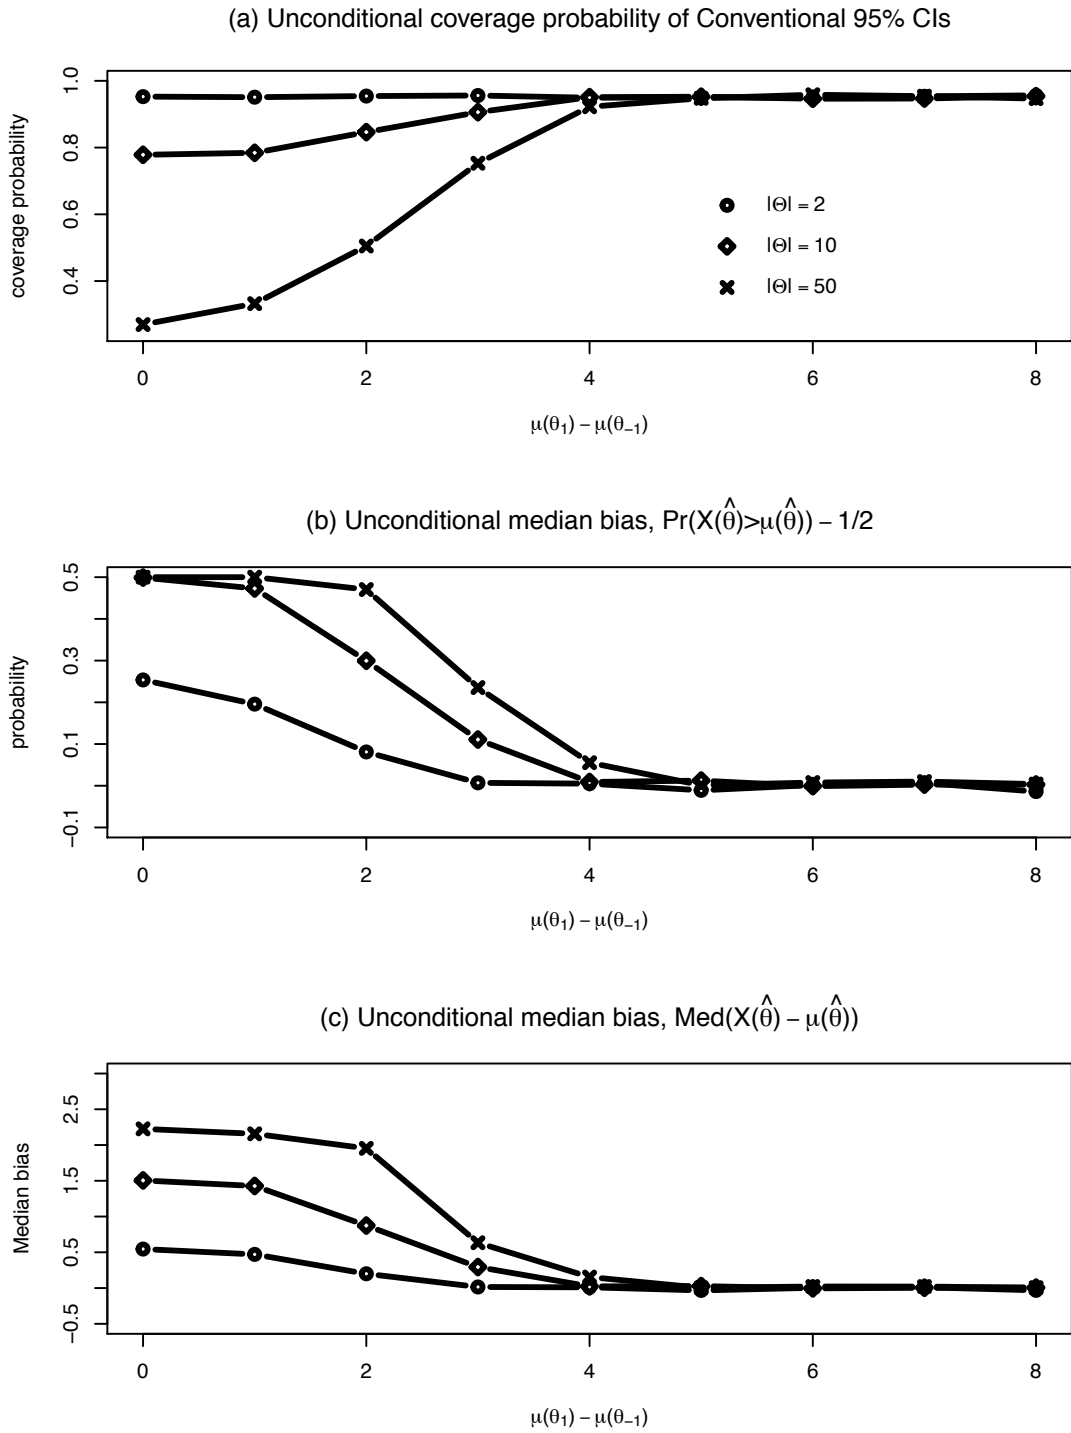 (a) Unconditional coverage probability of Conventional 95% CIs
coverage probability
1.0
0.8
0.6
0.4
|Θ| = 2
|Θ| = 10
|Θ| = 50
0 2 4 6 8
μ(θ₁) − μ(θ₋₁)
(b) Unconditional median bias, Pr(X(θ̂)>μ(θ̂)) − 1/2
probability
0.5
0.3
0.1
−0.1
0 2 4 6 8
μ(θ₁) − μ(θ₋₁)
(c) Unconditional median bias, Med(X(θ̂) − μ(θ̂))
Median bias
2.5
1.5
0.5
−0.5
0 2 4 6 8
μ(θ₁) − μ(θ₋₁)